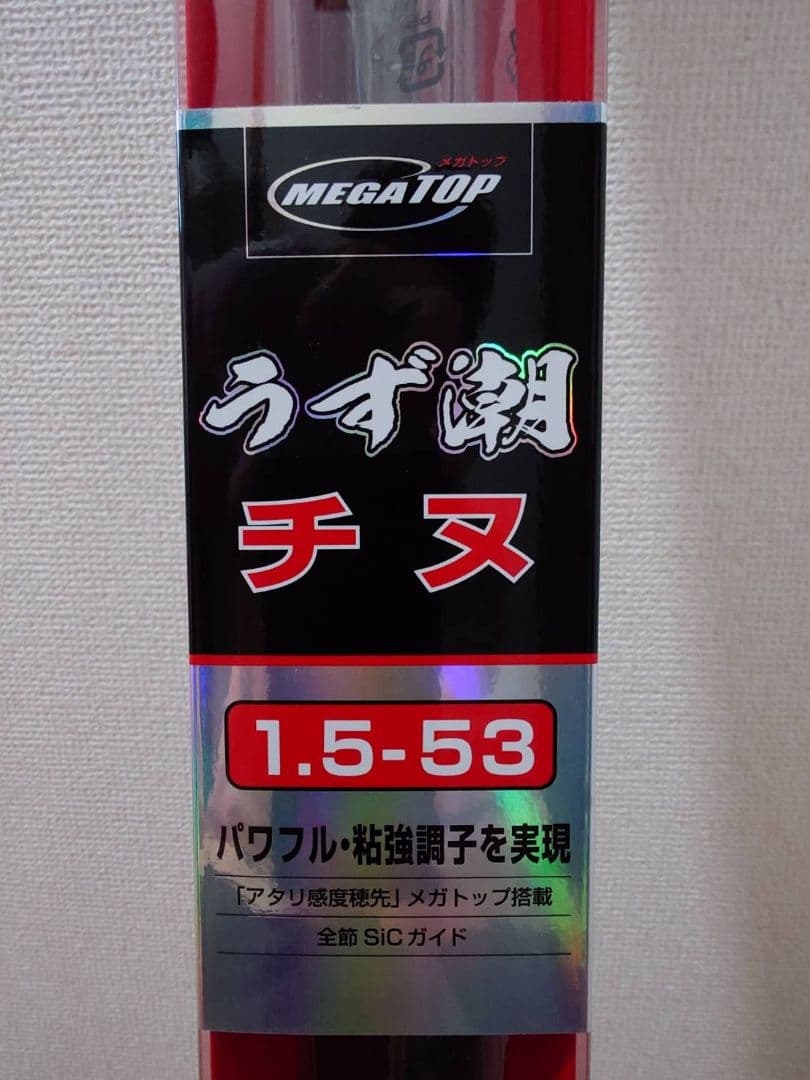 メガトップ
MEGATOP
うず潮
チヌ
1.5-53
パワフル・粘強調子を実現
「アタリ感度穂先」メガトップ搭載
全節SiCガイド